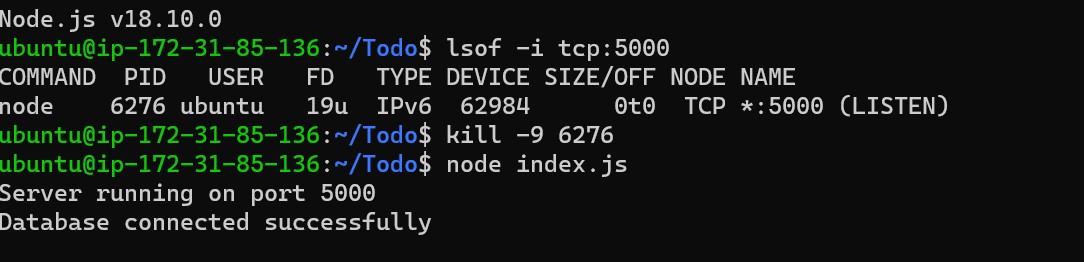 Node.js v18.10.0
ubuntu@ip-172-31-85-136:~/Todo$ lsof -i tcp:5000
COMMAND  PID   USER   FD   TYPE DEVICE SIZE/OFF NODE NAME
node    6276 ubuntu   19u  IPv6  62984      0t0  TCP *:5000 (LISTEN)
ubuntu@ip-172-31-85-136:~/Todo$ kill -9 6276
ubuntu@ip-172-31-85-136:~/Todo$ node index.js
Server running on port 5000
Database connected successfully